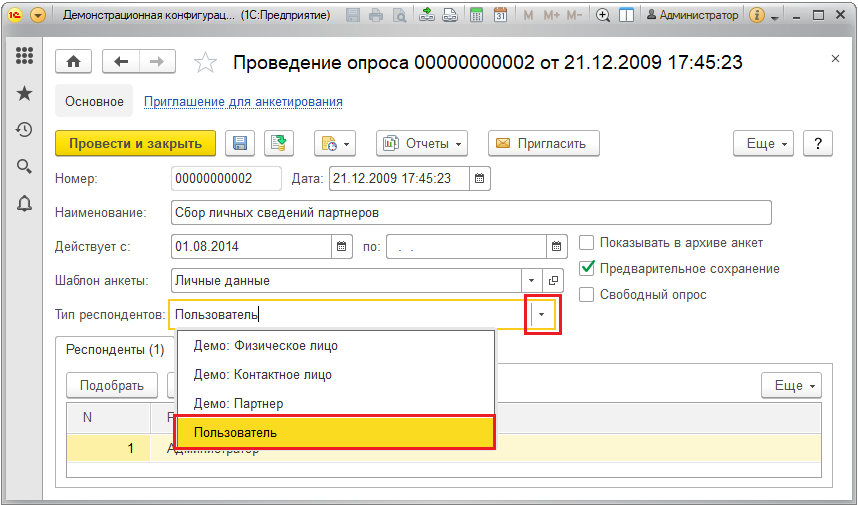 Демонстрационная конфигурац... (1С:Предприятие) M M+ M- Администратор
Проведение опроса 00000000002 от 21.12.2009 17:45:23
Основное Приглашение для анкетирования
Провести и закрыть Отчеты Пригласить Еще ?
Номер: 00000000002 Дата: 21.12.2009 17:45:23
Наименование: Сбор личных сведений партнеров
Действует с: 01.08.2014 по: . . Показывать в архиве анкет
Шаблон анкеты: Личные данные Предварительное сохранение
Свободный опрос
Тип респондентов: Пользователь
Респонденты (1)
Демо: Физическое лицо
Демо: Контактное лицо
Демо: Партнер
Пользователь
Подобрать Еще
N
1 Администратор